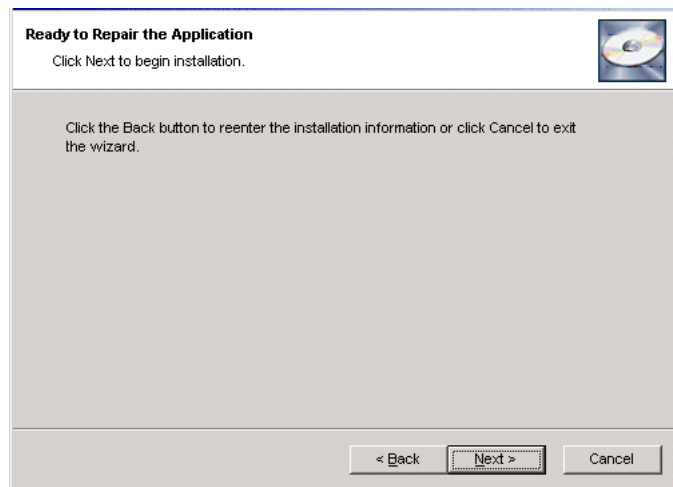 Ready to Repair the Application
Click Next to begin installation.
Click the Back button to reenter the installation information or click Cancel to exit
the wizard.
< Back
Next >
Cancel